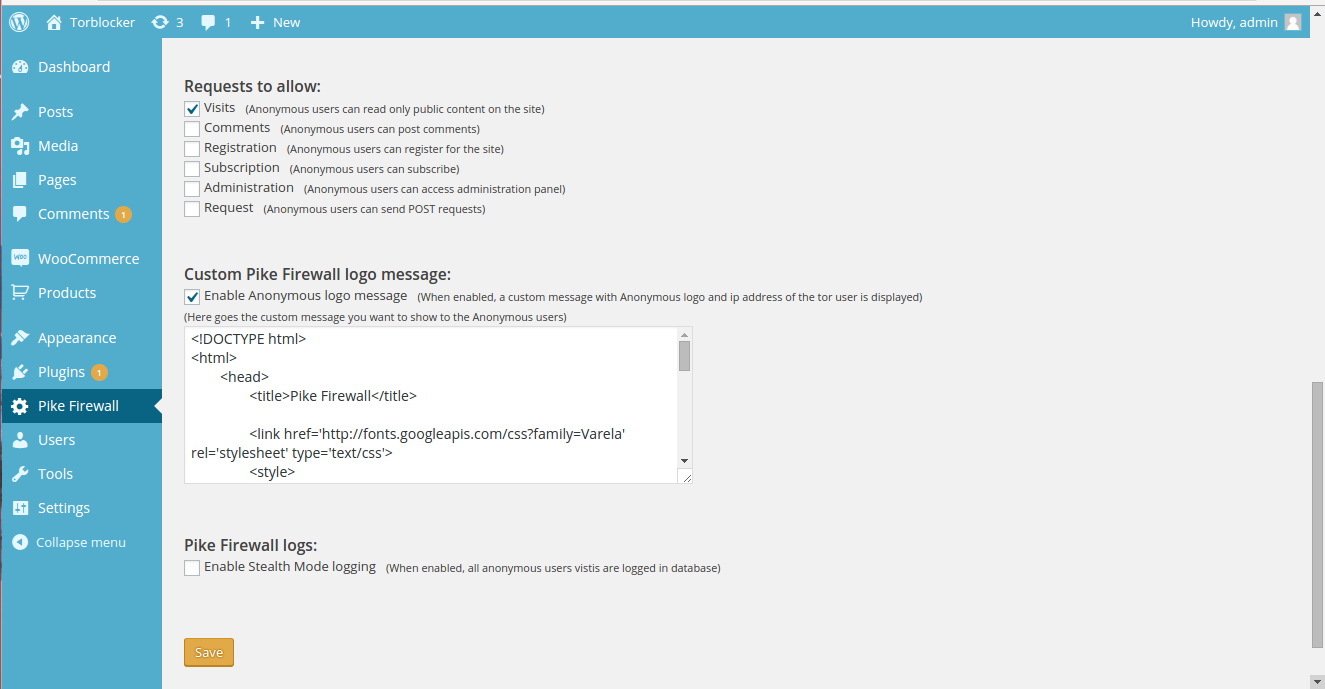 Torblocker 3 1 + New Howdy, admin
Dashboard
Posts
Media
Pages
Comments 1
WooCommerce
Products
Appearance
Plugins 1
Pike Firewall
Users
Tools
Settings
Collapse menu
Requests to allow:
Visits (Anonymous users can read only public content on the site)
Comments (Anonymous users can post comments)
Registration (Anonymous users can register for the site)
Subscription (Anonymous users can subscribe)
Administration (Anonymous users can access administration panel)
Request (Anonymous users can send POST requests)
Custom Pike Firewall logo message:
Enable Anonymous logo message (When enabled, a custom message with Anonymous logo and ip address of the tor user is displayed)
(Here goes the custom message you want to show to the Anonymous users)
<!DOCTYPE html>
<html>
<head>
<title>Pike Firewall</title>
<link href='http://fonts.googleapis.com/css?family=Varela'
rel='stylesheet' type='text/css'>
<style>
Pike Firewall logs:
Enable Stealth Mode logging (When enabled, all anonymous users vistis are logged in database)
Save